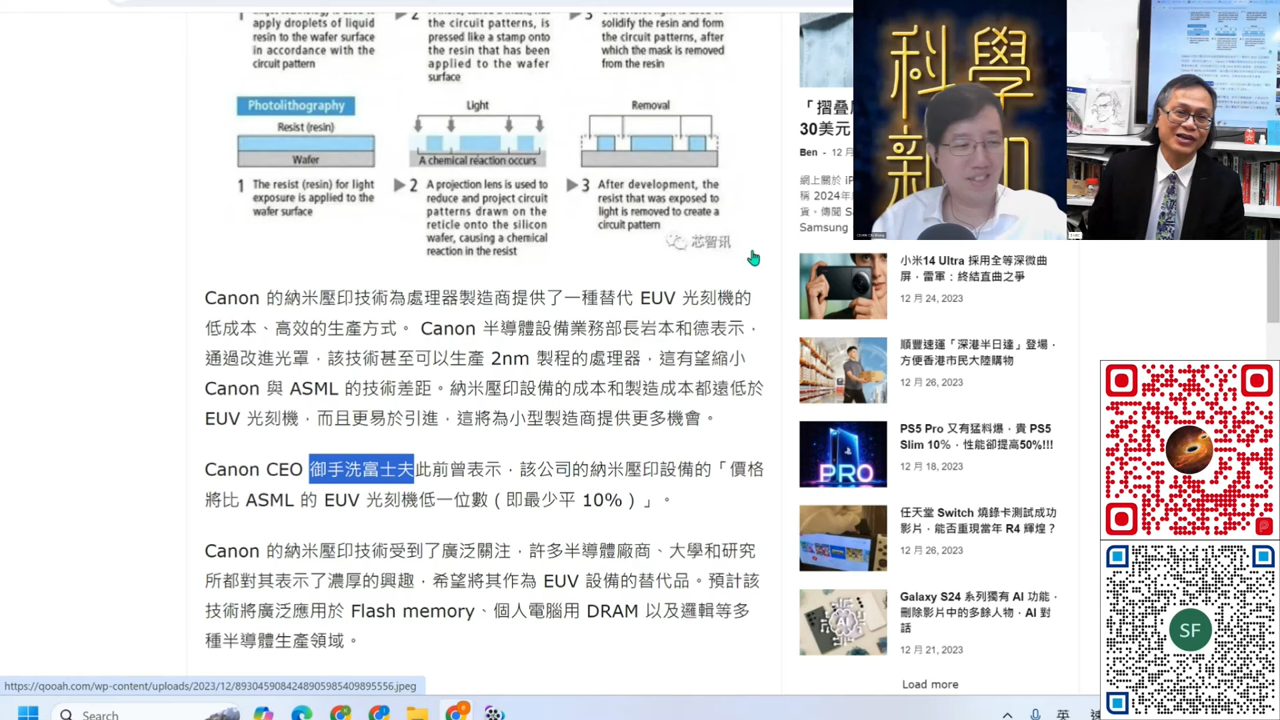 apply droplets of liquid
resin to the wafer surface
in accordance with the
circuit pattern
2
the circuit patterns, is
pressed like a stamp onto
the resin that has been
applied to the wafer
surface
3
solidify the resin and form
the circuit patterns, after
which the mask is removed
from the resin
Photolithography
Light
Removal
Resist (resin)
Wafer
A chemical reaction occurs
1 The resist (resin) for light
exposure is applied to the
wafer surface
2 A projection lens is used to
reduce and project circuit
patterns drawn on the
reticle onto the silicon
wafer, causing a chemical
reaction in the resist
3 After development, the
resist that was exposed to
light is removed to create a
circuit pattern
芯智讯
Canon 的納米壓印技術為處理器製造商提供了一種替代 EUV 光刻機的
低成本、高效的生產方式。 Canon 半導體設備業務部長岩本和德表示，
通過改進光罩，該技術甚至可以生產 2nm 製程的處理器，這有望縮小
Canon 與 ASML 的技術差距。納米壓印設備的成本和製造成本都遠低於
EUV 光刻機，而且更易於引進，這將為小型製造商提供更多機會。
Canon CEO 御手洗富士夫此前曾表示，該公司的納米壓印設備的「價格
將比 ASML 的 EUV 光刻機低一位數（即最少平 10%）」。
Canon 的納米壓印技術受到了廣泛關注，許多半導體廠商、大學和研究
所都對其表示了濃厚的興趣，希望將其作為 EUV 設備的替代品。預計該
技術將廣泛應用於 Flash memory、個人電腦用 DRAM 以及邏輯等多
種半導體生產領域。
「摺疊
30美元
Ben - 12 月
網上關於 iP
稱 2024年
貨。傳聞 S
Samsung
小米14 Ultra 採用全等深微曲
屏，雷軍：終結直曲之爭
12 月 24, 2023
順豐速運「深港半日達」登場，
方便香港市民大陸購物
12 月 26, 2023
PRO
PS5 Pro 又有猛料爆，貴 PS5
Slim 10%，性能卻提高50%!!!
12 月 18, 2023
任天堂 Switch 燒錄卡測試成功
影片，能否重現當年 R4 輝煌？
12 月 26, 2023
Galaxy S24 系列獨有 AI 功能，
刪除影片中的多餘人物，AI 對
話
12 月 21, 2023
Load more
科學
新
SF
https://qooah.com/wp-content/uploads/2023/12/8930459084248905985409895556.jpeg
Search
英